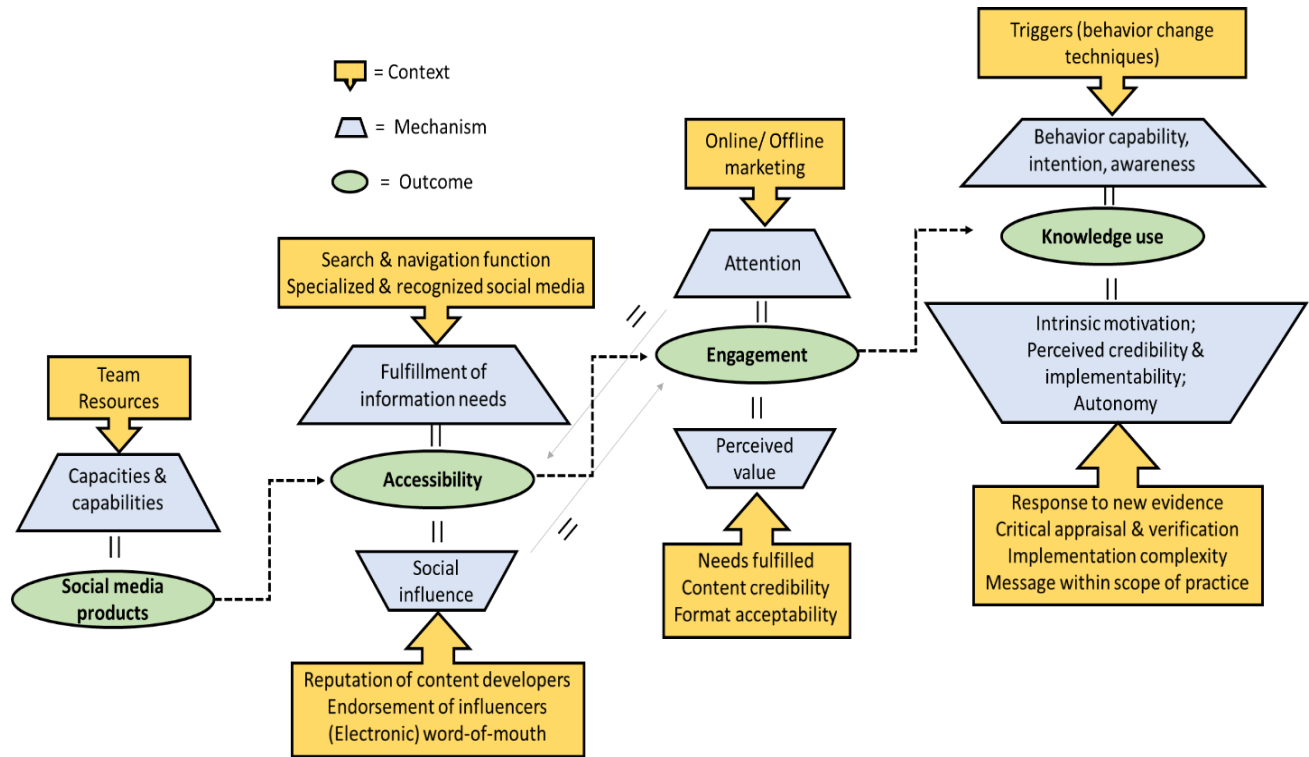 = Context
= Mechanism
= Outcome
Team
Resources
Capacities &
capabilities
Social media
products
Search & navigation function
Specialized & recognized social media
Fulfillment of
information needs
Accessibility
Social
influence
Reputation of content developers
Endorsement of influencers
(Electronic) word-of-mouth
Online/ Offline
marketing
Attention
Engagement
Perceived
value
Needs fulfilled
Content credibility
Format acceptability
Triggers (behavior change
techniques)
Behavior capability,
intention, awareness
Knowledge use
Intrinsic motivation;
Perceived credibility &
implementability;
Autonomy
Response to new evidence
Critical appraisal & verification
Implementation complexity
Message within scope of practice